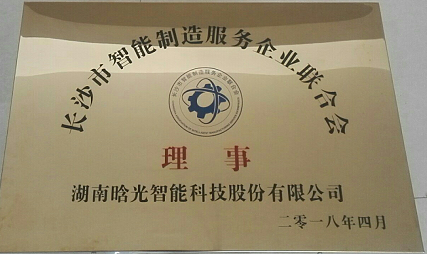 长沙市智能制造服务企业联合会
理事
湖南晗光智能科技股份有限公司
二零一八年四月